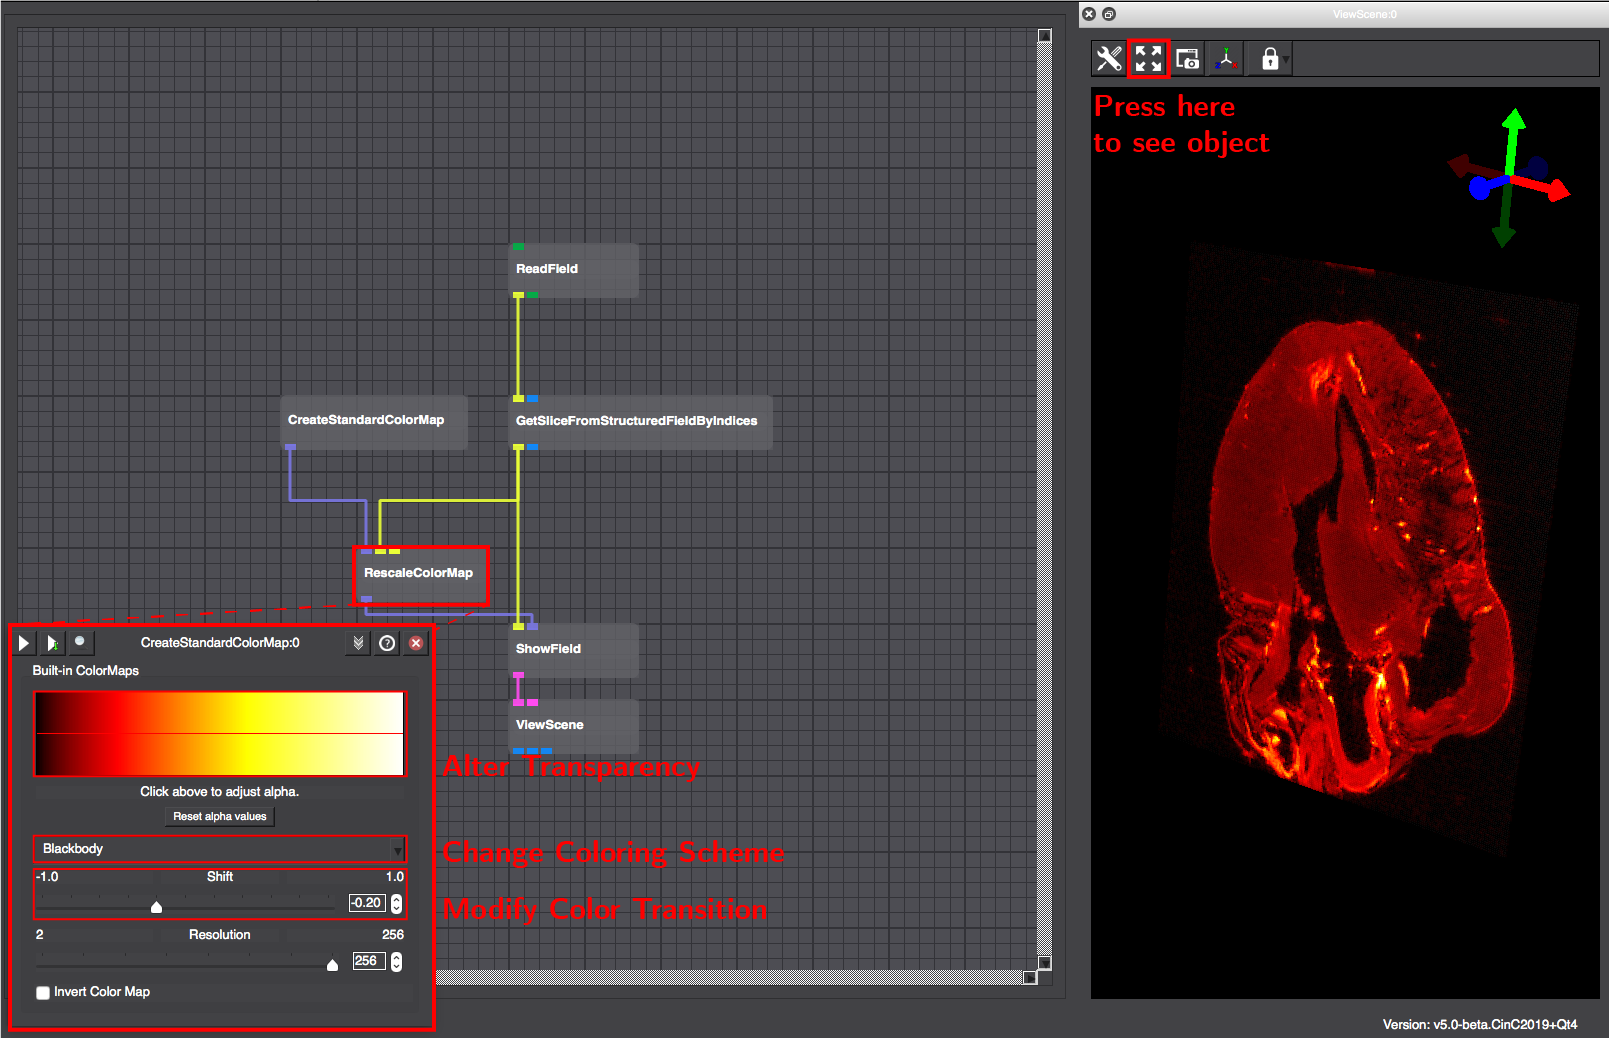 ViewScene:0
Press here
to see object
ReadField
CreateStandardColorMap
GetSliceFromStructuredFieldByIndices
RescaleColorMap
ShowField
ViewScene
CreateStandardColorMap:0
Built-in ColorMaps
Click above to adjust alpha.
Reset alpha values
Alter Transparency
Blackbody
Change Coloring Scheme
-1.0 Shift 1.0
-0.20
Modify Color Transition
2 Resolution 256
256
Invert Color Map
Version: v5.0-beta.CinC2019+Qt4